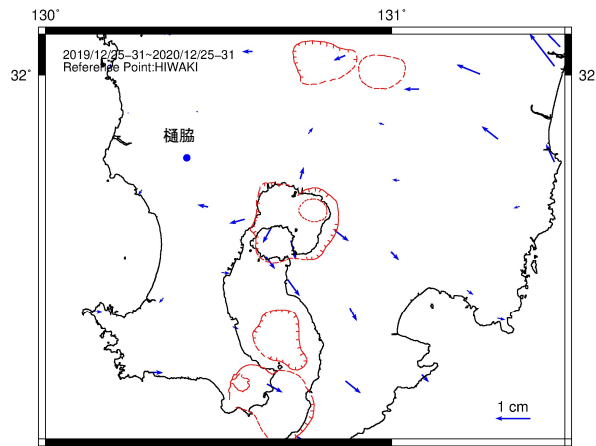 130˚ 131˚
32˚ 32
2019/12/25-31~2020/12/25-31
Reference Point:HIWAKI
樋脇
1 cm